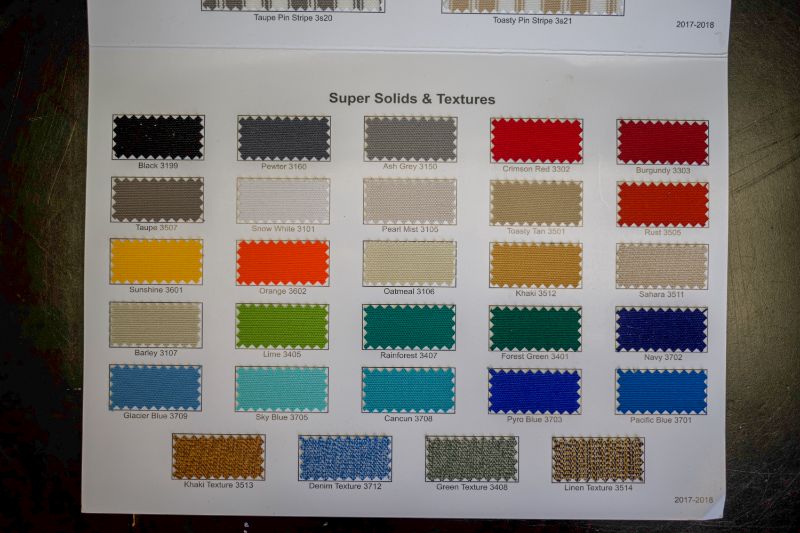 Taupe Pin Stripe 3s20 Toasty Pin Stripe 3s21
2017-2018
Super Solids & Textures
Black 3199 Pewter 3160 Ash Grey 3150 Crimson Red 3302 Burgundy 3303
Taupe 3507 Snow White 3101 Pearl Mist 3105 Toasty Tan 3501 Rust 3505
Sunshine 3601 Orange 3602 Oatmeal 3106 Khaki 3512 Sahara 3511
Barley 3107 Lime 3405 Rainforest 3407 Forest Green 3401 Navy 3702
Glacier Blue 3709 Sky Blue 3705 Cancun 3708 Pyro Blue 3703 Pacific Blue 3701
Khaki Texture 3513 Denim Texture 3712 Green Texture 3408 Linen Texture 3514
2017-2018